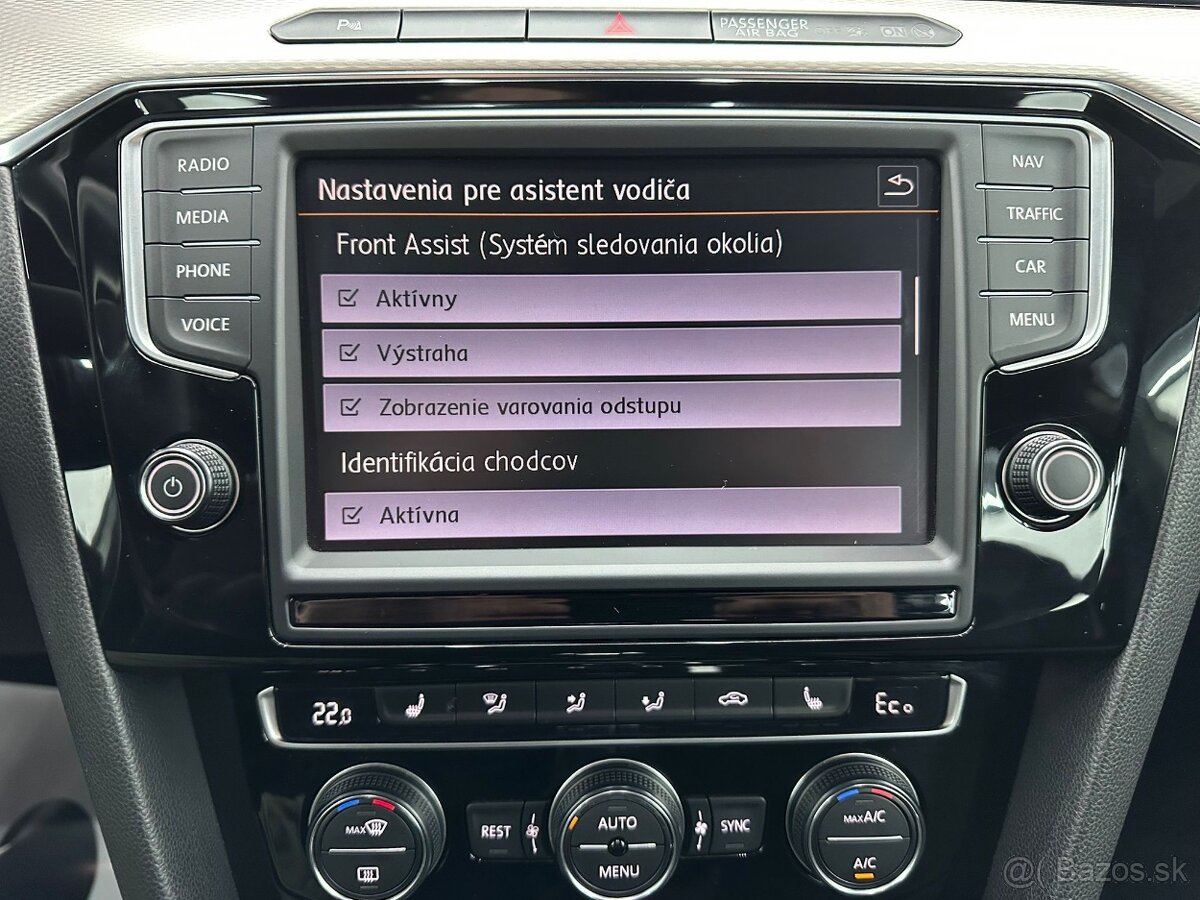 PASSENGER
AIR BAG OFF ON
RADIO
NAV
MEDIA
TRAFFIC
PHONE
CAR
VOICE
MENU
Nastavenia pre asistent vodiča
Front Assist (Systém sledovania okolia)
Aktívny
Výstraha
Zobrazenie varovania odstupu
Identifikácia chodcov
Aktívna
22.0
Eco
MAX
REST
AUTO
MENU
SYNC
MAX A/C
A/C
Bazos.sk